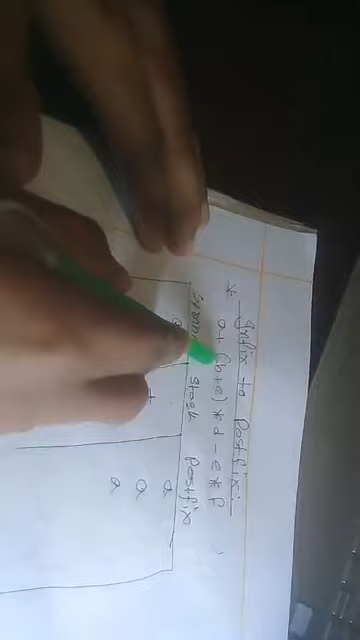 * Infix to Postfix:
a+(b+c)*d-e*f
stack Postfix
a
+ a
a